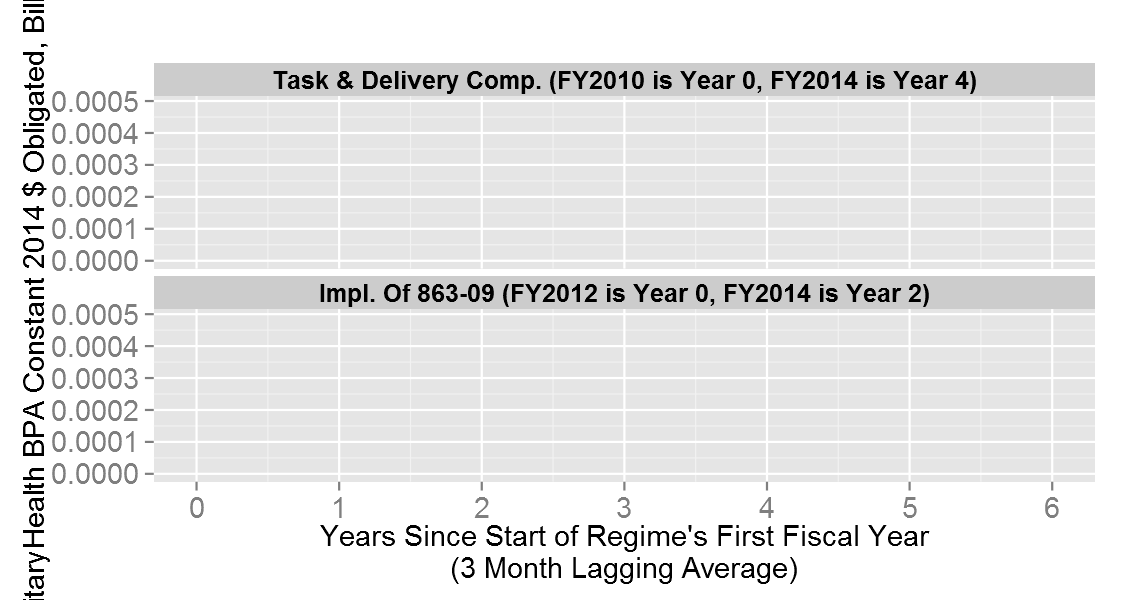 Task & Delivery Comp. (FY2010 is Year 0, FY2014 is Year 4)
0.0005
0.0004
0.0003
0.0002
0.0001
0.0000
Impl. Of 863-09 (FY2012 is Year 0, FY2014 is Year 2)
0.0005
0.0004
0.0003
0.0002
0.0001
0.0000
0 1 2 3 4 5 6
Years Since Start of Regime's First Fiscal Year
(3 Month Lagging Average)
itaryHealth BPA Constant 2014 $ Obligated, Bill